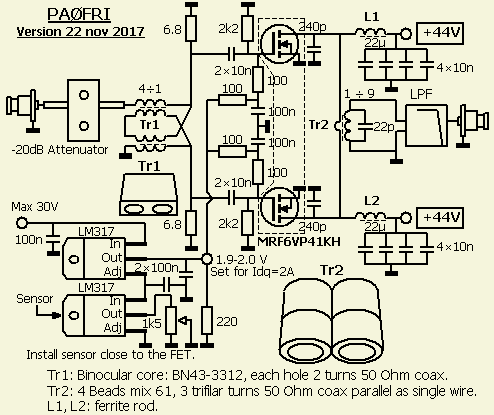 PAØFRI
Version 22 nov 2017
6.8
2k2
240p
L1
22µ
+44V
4×10n
2×10n
100
100
100n
100
100n
100
4÷1
Tr1
-20dB Attenuator
1÷9
LPF
Tr2
22p
Tr1
2×10n
6.8
2k2
240p
MRF6VP41KH
L2
22µ
+44V
4×10n
Max 30V
100n
LM317
In
Out
Adj
2×100n
1.9-2.0 V
Set for Idq=2A
Tr2
Sensor
LM317
In
Out
Adj
1k5
220
Install sensor close to the FET.
Tr1: Binocular core: BN43-3312, each hole 2 turns 50 Ohm coax.
Tr2: 4 Beads mix 61, 3 trifilar turns 50 Ohm coax parallel as single wire.
L1, L2: ferrite rod.